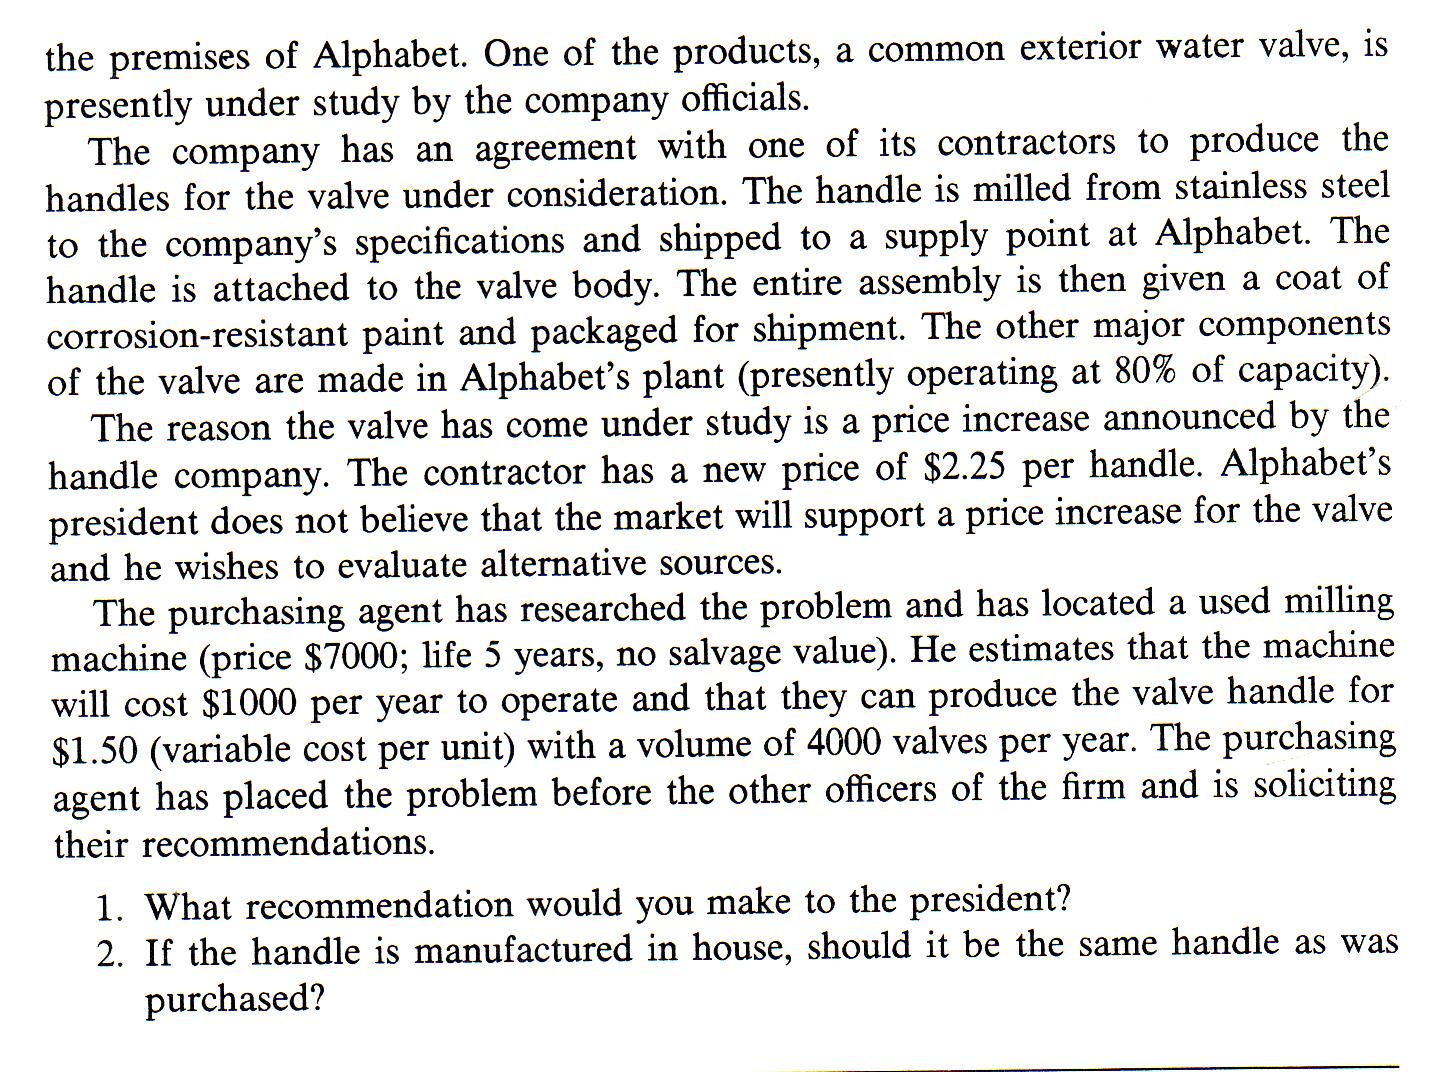 the premises of Alphabet. One of the products, a common exterior water valve, is
presently under study by the company officials.
The company has an agreement with one of its contractors to produce the
handles for the valve under consideration. The handle is milled from stainless steel
to the company's specifications and shipped to a supply point at Alphabet. The
handle is attached to the valve body. The entire assembly is then given a coat of
corrosion-resistant paint and packaged for shipment. The other major components
of the valve are made in Alphabet's plant (presently operating at 80% of capacity).
The reason the valve has come under study is a price increase announced by the
handle company. The contractor has a new price of $2.25 per handle. Alphabet's
president does not believe that the market will support a price increase for the valve
and he wishes to evaluate alternative sources.
The purchasing agent has researched the problem and has located a used milling
machine (price $7000; life 5 years, no salvage value). He estimates that the machine
will cost $1000 per year to operate and that they can produce the valve handle for
$1.50 (variable cost per unit) with a volume of 4000 valves per year. The purchasing
agent has placed the problem before the other officers of the firm and is soliciting
their recommendations.
1. What recommendation would you make to the president?
2. If the handle is manufactured in house, should it be the same handle as was
purchased?